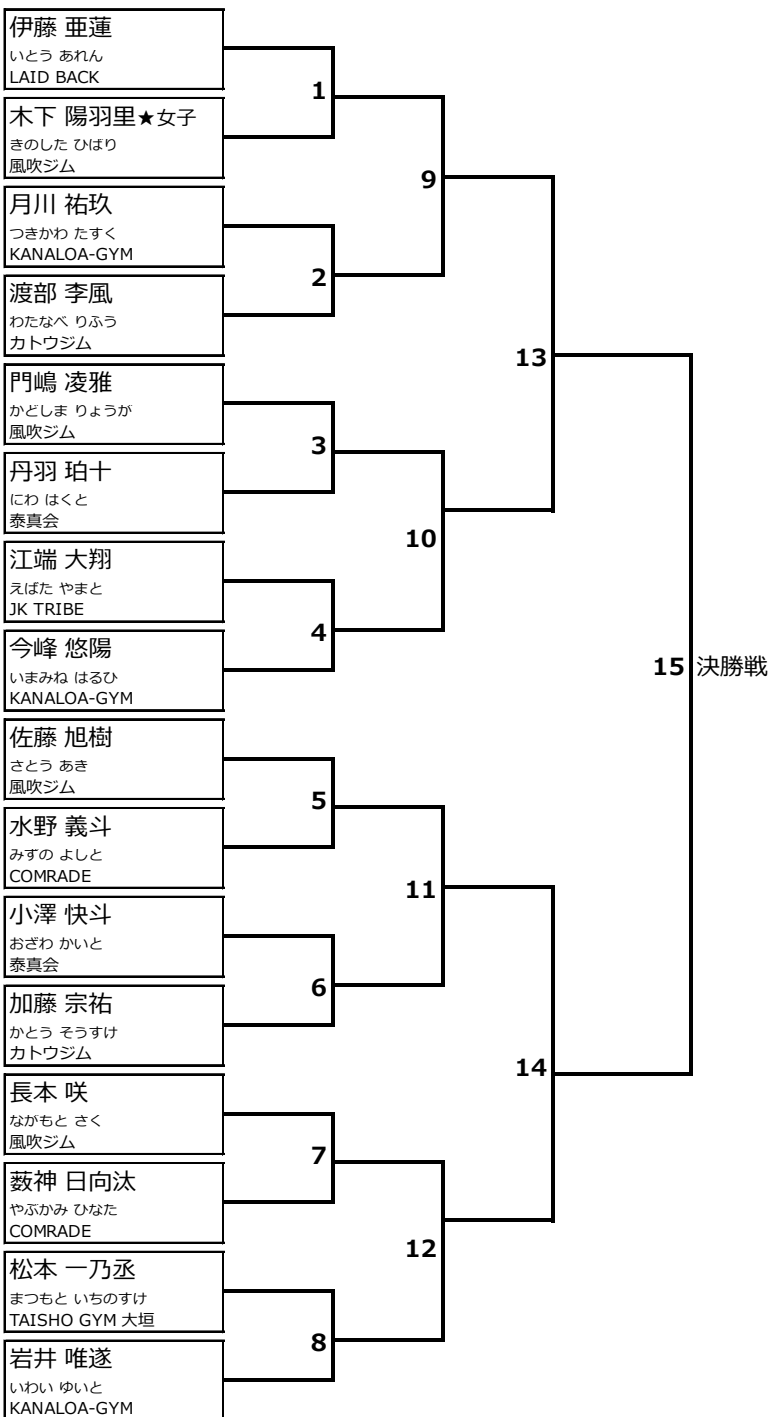 伊藤 亜蓮
いとう あれん
LAID BACK
木下 陽羽里★女子
きのした ひばり
風吹ジム
月川 祐玖
つきかわ たすく
KANALOA-GYM
渡部 李風
わたなべ りふう
カトウジム
門嶋 凌雅
かどしま りょうが
風吹ジム
丹羽 珀十
にわ はくと
泰真会
江端 大翔
えばた やまと
JK TRIBE
今峰 悠陽
いまみね はるひ
KANALOA-GYM
佐藤 旭樹
さとう あき
風吹ジム
水野 義斗
みずの よしと
COMRADE
小澤 快斗
おざわ かいと
泰真会
加藤 宗祐
かとう そうすけ
カトウジム
長本 咲
ながもと さく
風吹ジム
薮神 日向汰
やぶかみ ひなた
COMRADE
松本 一乃丞
まつもと いちのすけ
TAISHO GYM 大垣
岩井 唯遂
いわい ゆいと
KANALOA-GYM
1
2
3
4
5
6
7
8
9
10
11
12
13
14
15 決勝戦